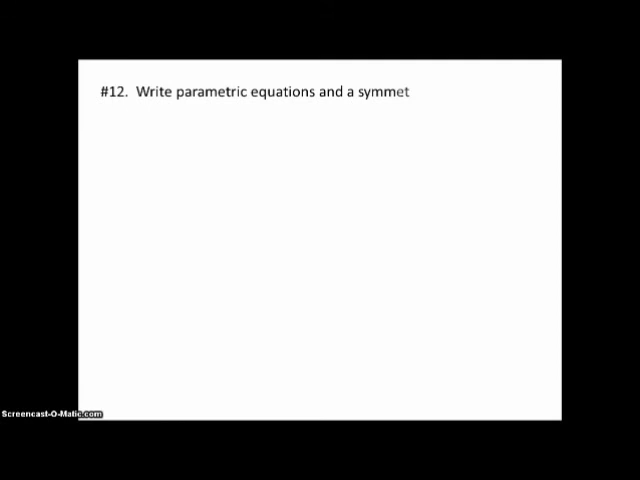 #12. Write parametric equations and a symmet
Screencast-O-Matic.com